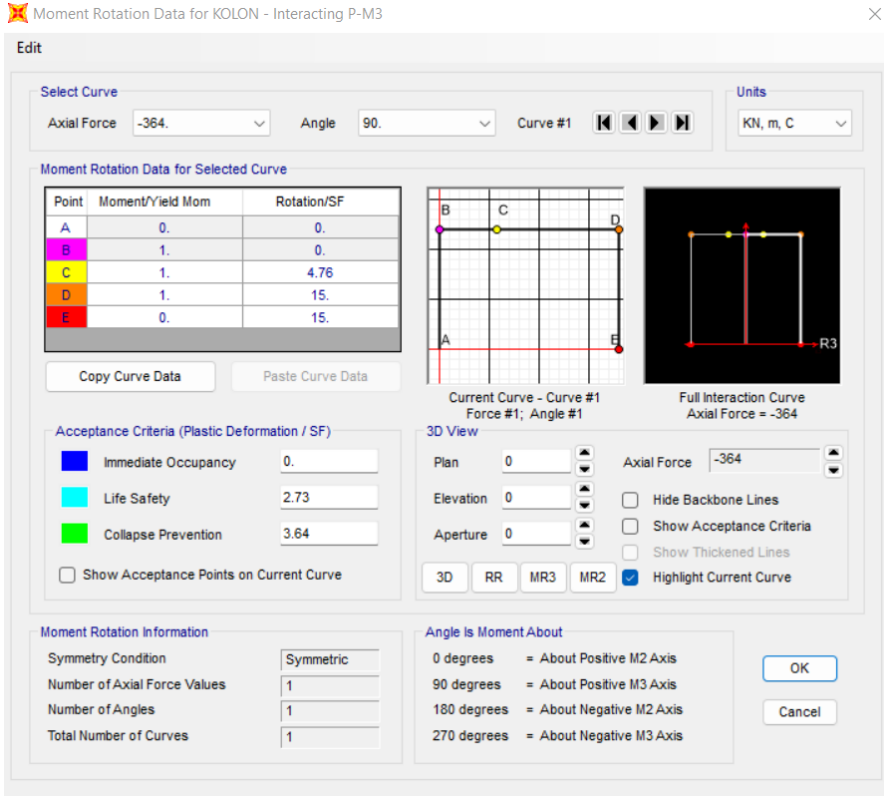 Moment Rotation Data for KOLON - Interacting P-M3
Edit
Select Curve
Axial Force -364. Angle 90. Curve #1
Units
KN, m, C
Moment Rotation Data for Selected Curve
Point Moment/Yield Mom Rotation/SF
A 0. 0.
B 1. 0.
C 1. 4.76
D 1. 15.
E 0. 15.
Copy Curve Data Paste Curve Data
B C D
A E
Current Curve - Curve #1
Force #1; Angle #1
R3
Full Interaction Curve
Axial Force = -364
Acceptance Criteria (Plastic Deformation / SF)
Immediate Occupancy 0.
Life Safety 2.73
Collapse Prevention 3.64
Show Acceptance Points on Current Curve
3D View
Plan 0
Elevation 0
Aperture 0
3D RR MR3 MR2
Axial Force -364
Hide Backbone Lines
Show Acceptance Criteria
Show Thickened Lines
Highlight Current Curve
Moment Rotation Information
Symmetry Condition Symmetric
Number of Axial Force Values 1
Number of Angles 1
Total Number of Curves 1
Angle Is Moment About
0 degrees = About Positive M2 Axis
90 degrees = About Positive M3 Axis
180 degrees = About Negative M2 Axis
270 degrees = About Negative M3 Axis
OK
Cancel